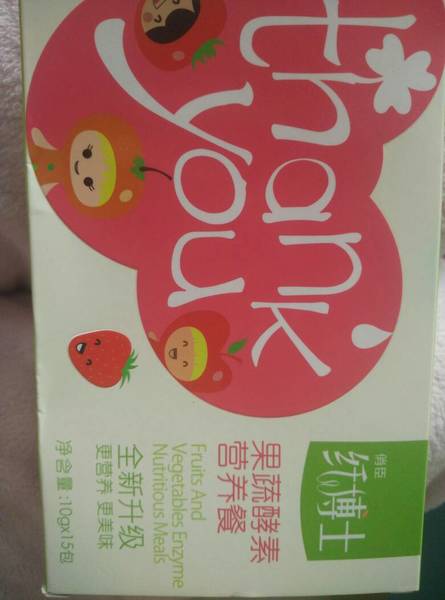 thank
you
俏臣
纤博士
果蔬酵素
营养餐
Fruits And
Vegetables Enzyme
Nutritious Meals
全新升级
更营养 更美味
净含量:10gX15包